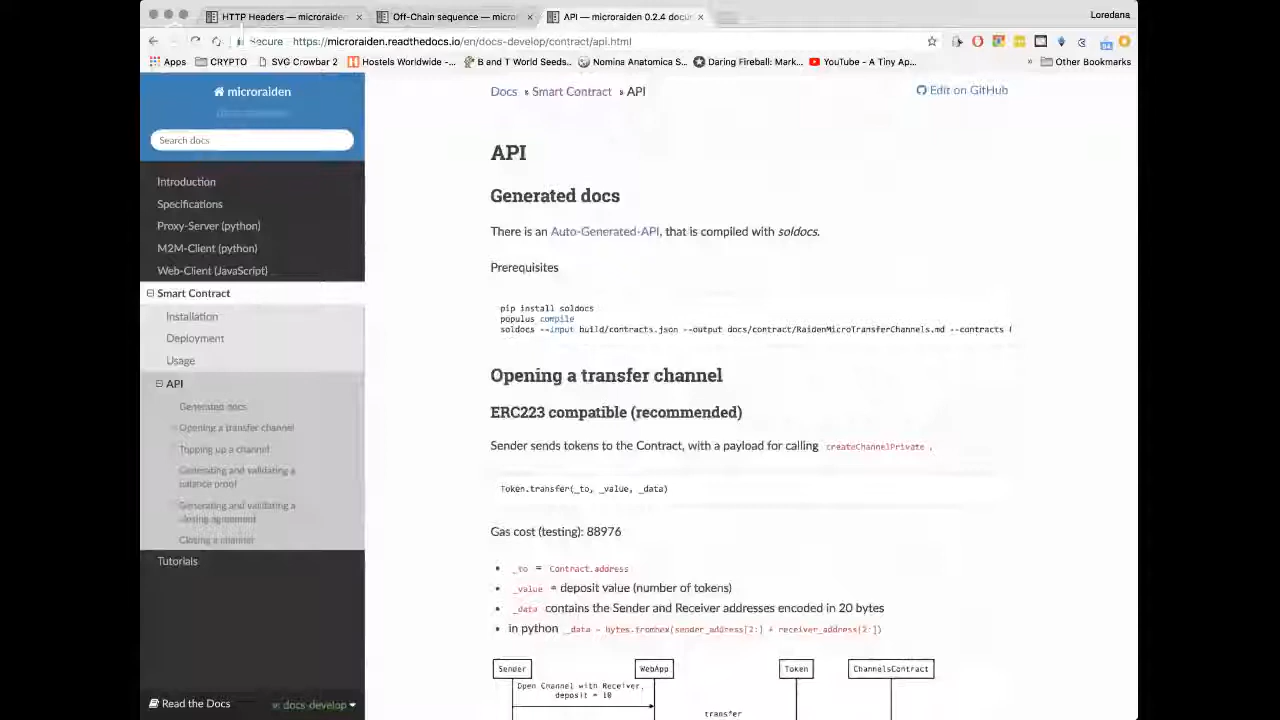 HTTP Headers — microraiden
Off-Chain sequence — micro
API — microraiden 0.2.4 docu
Loredana
Secure
https://microraiden.readthedocs.io/en/docs-develop/contract/api.html
Apps
CRYPTO
SVG Crowbar 2
Hostels Worldwide -...
B and T World Seeds..
Nomina Anatomica S...
Daring Fireball: Mark...
YouTube - A Tiny Ap...
»
Other Bookmarks
microraiden
Search docs
Introduction
Specifications
Proxy-Server (python)
M2M-Client (python)
Web-Client (JavaScript)
Smart Contract
Installation
Deployment
Usage
API
Generated docs
Opening a transfer channel
Topping up a channel
Generating and validating a
balance proof
Generating and validating a
closing agreement
Closing a channel
Tutorials
Read the Docs
v: docs-develop
Docs » Smart Contract » API
Edit on GitHub
API
Generated docs
There is an Auto-Generated-API, that is compiled with soldocs.
Prerequisites
pip install soldocs
populus compile
soldocs --input build/contracts.json --output docs/contract/RaidenMicroTransferChannels.md --contracts
Opening a transfer channel
ERC223 compatible (recommended)
Sender sends tokens to the Contract, with a payload for calling createChannelPrivate .
Token.transfer(_to, _value, _data)
Gas cost (testing): 88976
• _to = Contract.address
• _value = deposit value (number of tokens)
• _data contains the Sender and Receiver addresses encoded in 20 bytes
• in python _data = bytes.fromhex(sender_address[2:] + receiver_address[2:])
Sender
WebApp
Token
ChannelsContract
Open Channel with Receiver,
deposit = 10
transfer